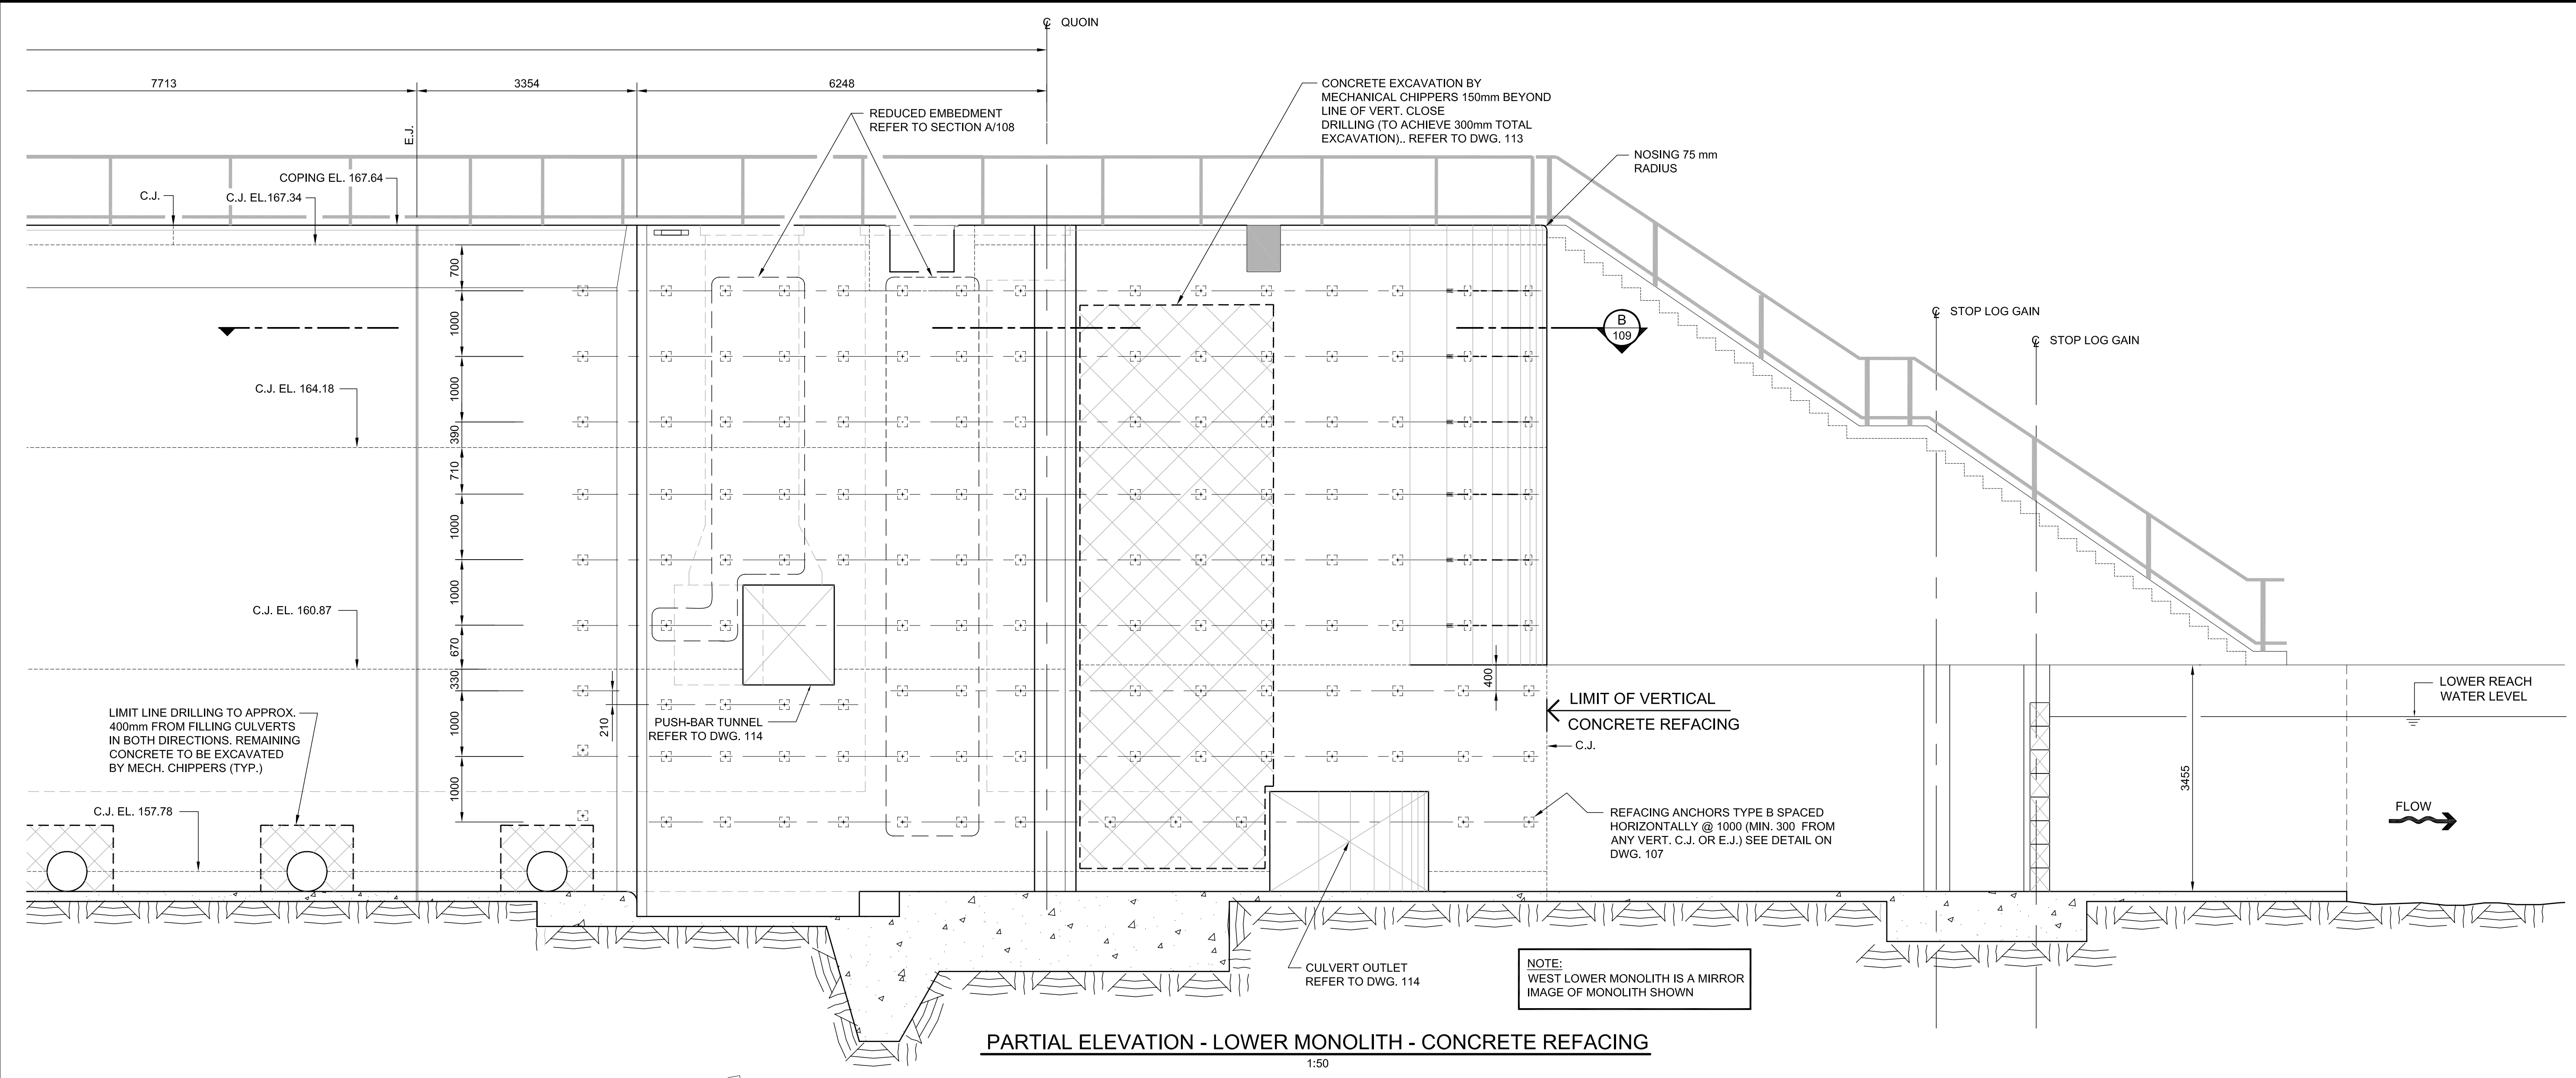 ℄ QUOIN
7713
3354
6248
E.J.
REDUCED EMBEDMENT
REFER TO SECTION A/108
CONCRETE EXCAVATION BY
MECHANICAL CHIPPERS 150mm BEYOND
LINE OF VERT. CLOSE
DRILLING (TO ACHIEVE 300mm TOTAL
EXCAVATION).. REFER TO DWG. 113
NOSING 75 mm
RADIUS
COPING EL. 167.64
C.J.
C.J. EL.167.34
700
1000
1000
390
710
1000
1000
670
330
1000
1000
B
109
℄ STOP LOG GAIN
℄ STOP LOG GAIN
C.J. EL. 164.18
C.J. EL. 160.87
210
PUSH-BAR TUNNEL
REFER TO DWG. 114
400
LIMIT OF VERTICAL
CONCRETE REFACING
C.J.
LOWER REACH
WATER LEVEL
LIMIT LINE DRILLING TO APPROX.
400mm FROM FILLING CULVERTS
IN BOTH DIRECTIONS. REMAINING
CONCRETE TO BE EXCAVATED
BY MECH. CHIPPERS (TYP.)
3455
C.J. EL. 157.78
REFACING ANCHORS TYPE B SPACED
HORIZONTALLY @ 1000 (MIN. 300 FROM
ANY VERT. C.J. OR E.J.) SEE DETAIL ON
DWG. 107
FLOW
CULVERT OUTLET
REFER TO DWG. 114
NOTE:
WEST LOWER MONOLITH IS A MIRROR
IMAGE OF MONOLITH SHOWN
PARTIAL ELEVATION - LOWER MONOLITH - CONCRETE REFACING
1:50